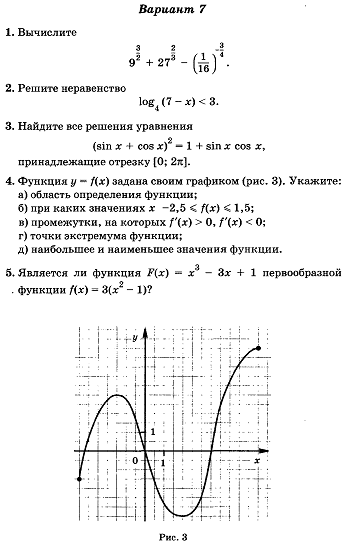 Вариант 7
1. Вычислите
9^{3/2} + 27^{2/3} − (1/16)^{−3/4}.
2. Решите неравенство
log₄ (7 − x) < 3.
3. Найдите все решения уравнения
(sin x + cos x)² = 1 + sin x cos x,
принадлежащие отрезку [0; 2π].
4. Функция y = f(x) задана своим графиком (рис. 3). Укажите:
а) область определения функции;
б) при каких значениях x −2,5 ⩽ f(x) ⩽ 1,5;
в) промежутки, на которых f′(x) > 0, f′(x) < 0;
г) точки экстремума функции;
д) наибольшее и наименьшее значения функции.
5. Является ли функция F(x) = x³ − 3x + 1 первообразной
функции f(x) = 3(x² − 1)?
y
1
0 1 x
Рис. 3